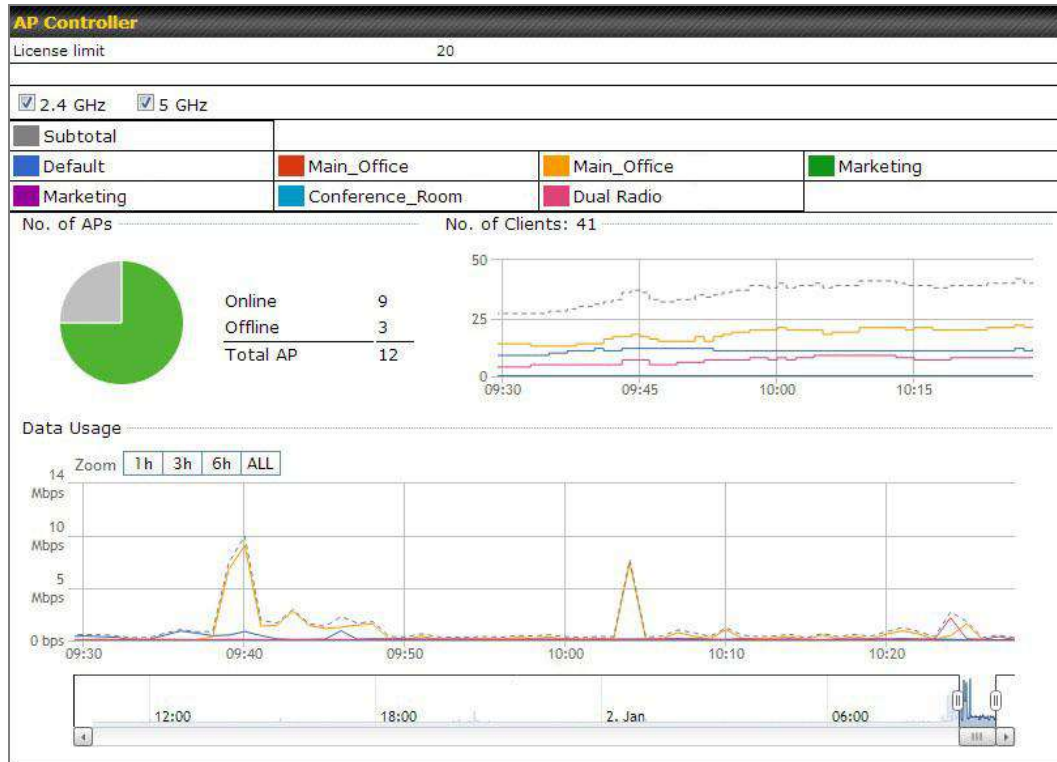 AP Controller
License limit 20
2.4 GHz 5 GHz
Subtotal
Default Main_Office Main_Office Marketing
Marketing Conference_Room Dual Radio
No. of APs No. of Clients: 41
50
25
0
09:30 09:45 10:00 10:15
Online 9
Offline 3
Total AP 12
Data Usage
Zoom 1h 3h 6h ALL
14
Mbps
10
Mbps
5
Mbps
0 bps
09:30 09:40 09:50 10:00 10:10 10:20
12:00 18:00 2. Jan 06:00